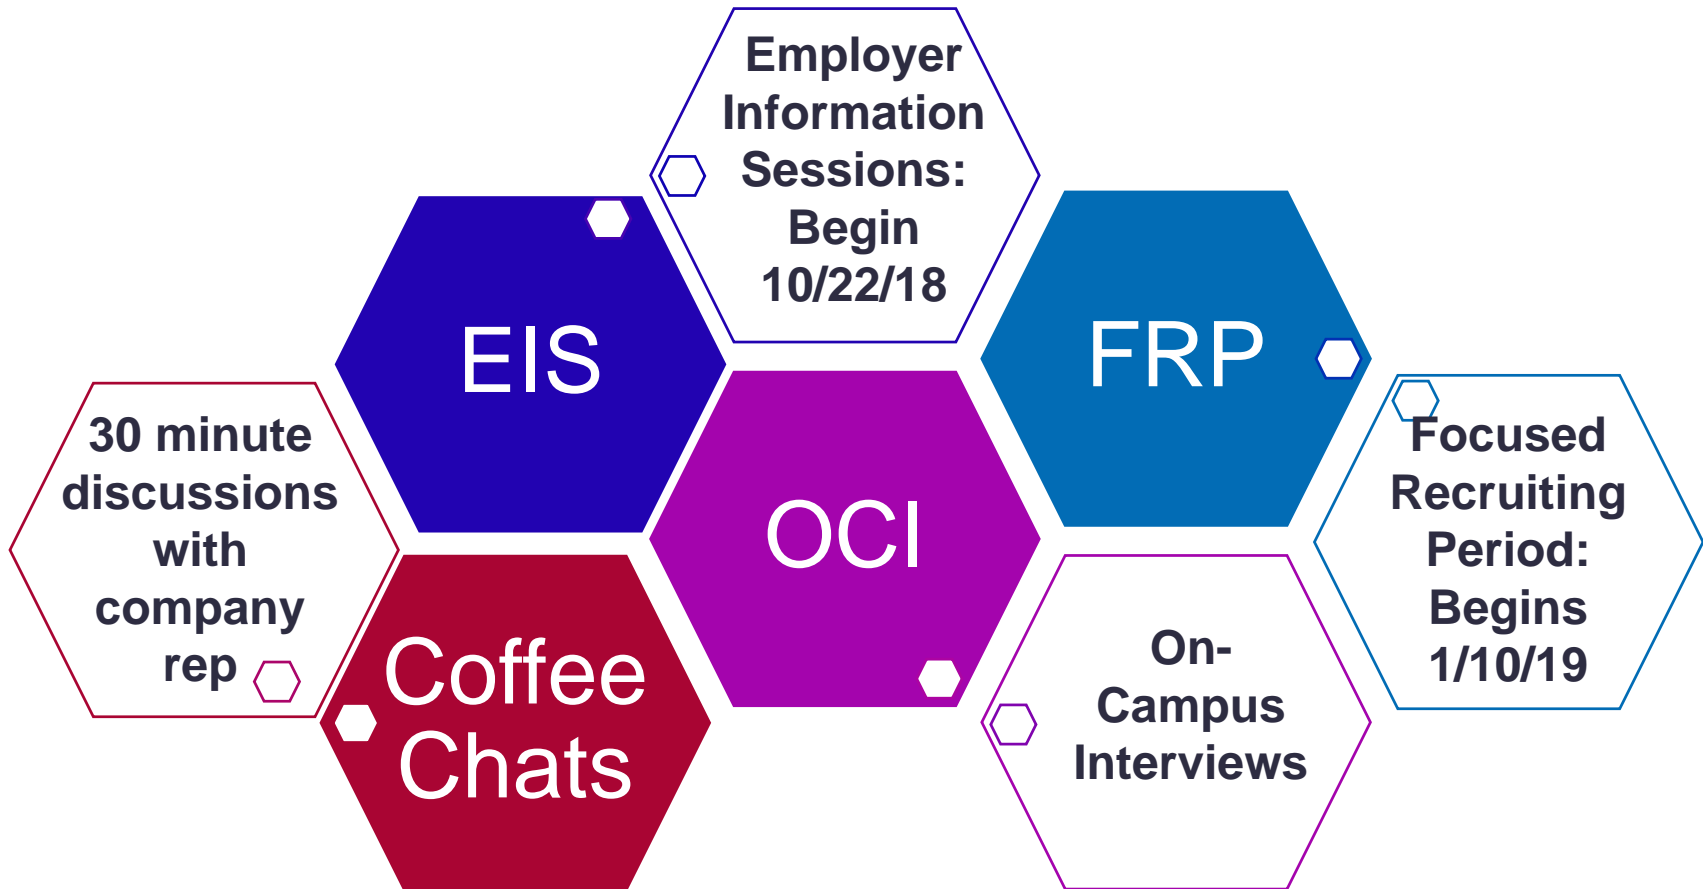 Employer
Information
Sessions:
Begin
10/22/18
EIS
FRP
30 minute
discussions
with
company
rep
OCI
Focused
Recruiting
Period:
Begins
1/10/19
Coffee
Chats
On-
Campus
Interviews